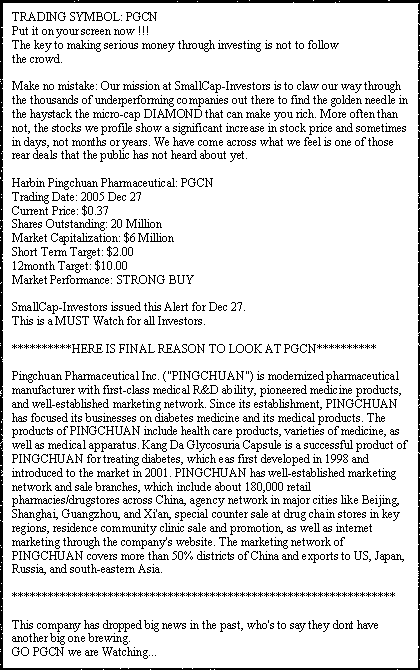 TRADING SYMBOL: PGCN
Put it on your screen now !!!
The key to making serious money through investing is not to follow
the crowd.
Make no mistake: Our mission at SmallCap-Investors is to claw our way through
the thousands of underperforming companies out there to find the golden needle in
the haystack the micro-cap DIAMOND that can make you rich. More often than
not, the stocks we profile show a significant increase in stock price and sometimes
in days, not months or years. We have come across what we feel is one of those
rear deals that the public has not heard about yet.
Harbin Pingchuan Pharmaceutical: PGCN
Trading Date: 2005 Dec 27
Current Price: $0.37
Shares Outstanding: 20 Million
Market Capitalization: $6 Million
Short Term Target: $2.00
12month Target: $10.00
Market Performance: STRONG BUY
SmallCap-Investors issued this Alert for Dec 27.
This is a MUST Watch for all Investors.
**********HERE IS FINAL REASON TO LOOK AT PGCN**********
Pingchuan Pharmaceutical Inc. ("PINGCHUAN") is modernized pharmaceutical
manufacturer with first-class medical R&D ability, pioneered medicine products,
and well-established marketing network. Since its establishment, PINGCHUAN
has focused its businesses on diabetes medicine and its medical products. The
products of PINGCHUAN include health care products, varieties of medicine, as
well as medical apparatus. Kang Da Glycosuria Capsule is a successful product of
PINGCHUAN for treating diabetes, which eas first developed in 1998 and
introduced to the market in 2001. PINGCHUAN has well-established marketing
network and sale branches, which include about 180,000 retail
pharmacies/drugstores across China, agency network in major cities like Beijing,
Shanghai, Guangzhou, and Xi'an, special counter sale at drug chain stores in key
regions, residence community clinic sale and promotion, as well as internet
marketing through the company's website. The marketing network of
PINGCHUAN covers more than 50% districts of China and exports to US, Japan,
Russia, and south-eastern Asia.
****************************************************************
This company has dropped big news in the past, who's to say they dont have
another big one brewing.
GO PGCN we are Watching...